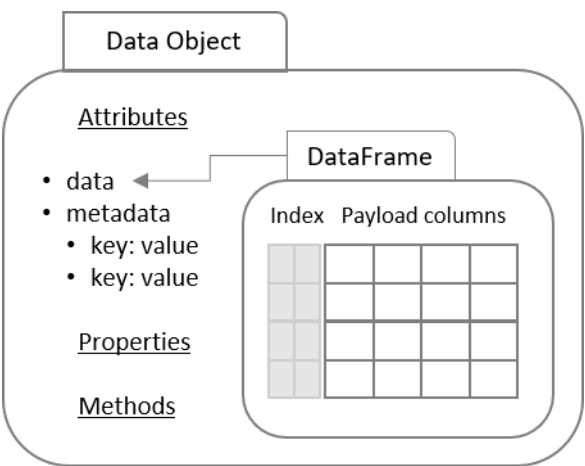 Data Object
Attributes
• data
• metadata
• key: value
• key: value
Properties
Methods
DataFrame
Index Payload columns